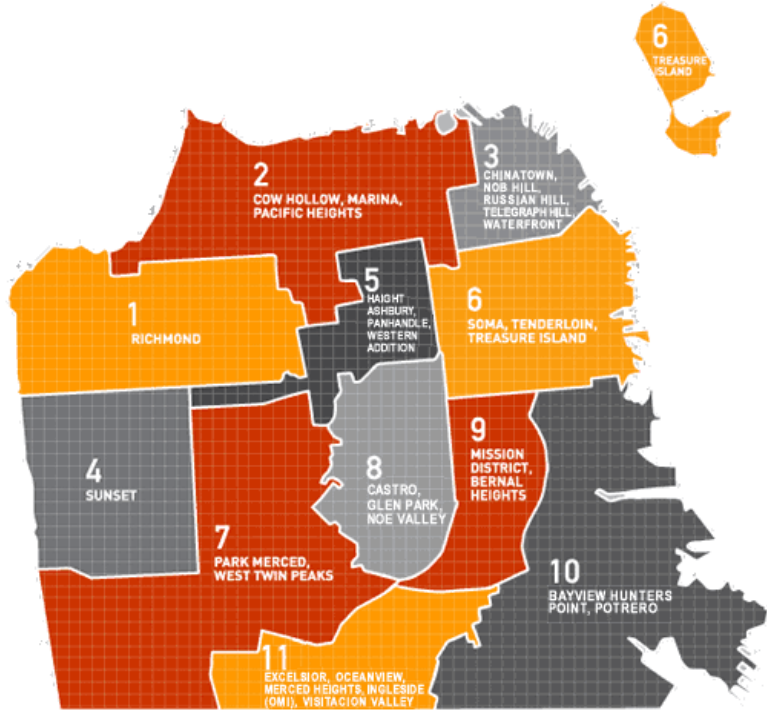 6
TREASURE
ISLAND
2
COW HOLLOW, MARINA,
PACIFIC HEIGHTS
3
CHINATOWN,
NOB HILL,
RUSSIAN HILL,
TELEGRAPH HILL,
WATERFRONT
5
HAIGHT
ASHBURY,
PANHANDLE,
WESTERN
ADDITION
1
RICHMOND
6
SOMA, TENDERLOIN,
TREASURE ISLAND
4
SUNSET
8
CASTRO,
GLEN PARK,
NOE VALLEY
9
MISSION
DISTRICT,
BERNAL
HEIGHTS
7
PARK MERCED,
WEST TWIN PEAKS
10
BAYVIEW HUNTERS
POINT, POTRERO
11
EXCELSIOR, OCEANVIEW,
MERCED HEIGHTS, INGLESIDE
(OMI), VISITACION VALLEY